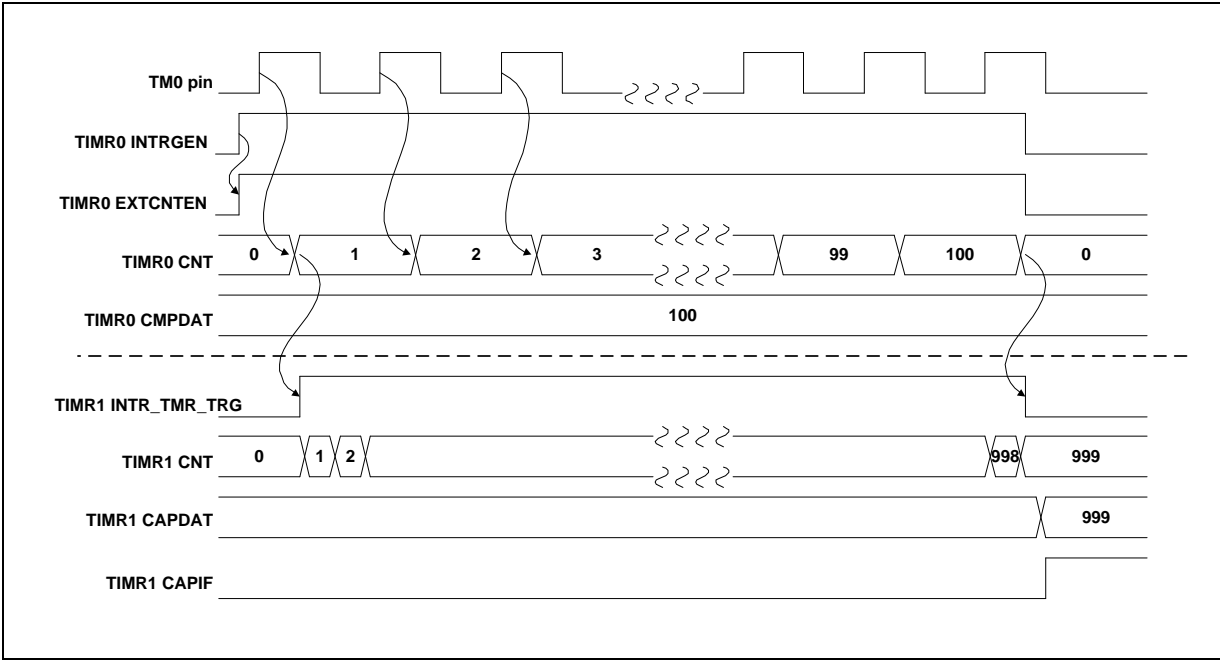 TM0 pin
TIMR0 INTRGEN
TIMR0 EXTCNTEN
TIMR0 CNT 0 1 2 3 99 100 0
TIMR0 CMPDAT 100
TIMR1 INTR_TMR_TRG
TIMR1 CNT 0 1 2 998 999
TIMR1 CAPDAT 999
TIMR1 CAPIF